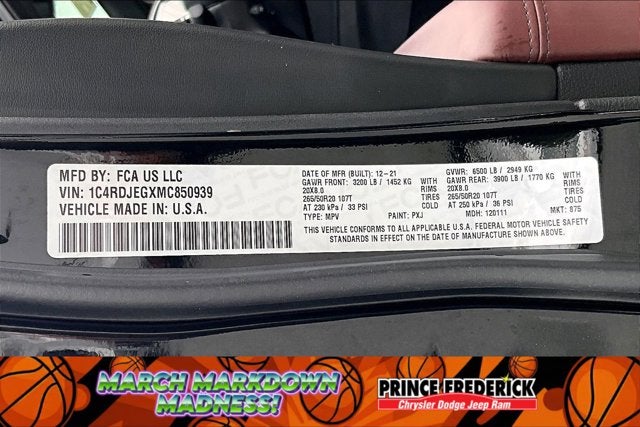 MFD BY: FCA US LLC
VIN: 1C4RDJEGXMC850939
VEHICLE MADE IN: U.S.A.
DATE OF MFR (BUILT): 12-21
GAWR FRONT: 3200 LB / 1452 KG
20X8.0 RIMS
265/50R20 107T TIRES
AT 230 kPa / 33 PSI COLD
TYPE: MPV PAINT: PXJ
GVWR: 6500 LB / 2949 KG
GAWR REAR: 3900 LB / 1770 KG
20X8.0 RIMS
265/50R20 107T TIRES
AT 250 kPa / 36 PSI COLD
MDH: 120111 MKT: 875
THIS VEHICLE CONFORMS TO ALL APPLICABLE U.S.A. FEDERAL MOTOR VEHICLE SAFETY
STANDARDS IN EFFECT ON THE DATE OF MANUFACTURE SHOWN ABOVE.
MARCH MARKDOWN
MADNESS!
PRINCE FREDERICK
Chrysler Dodge Jeep Ram